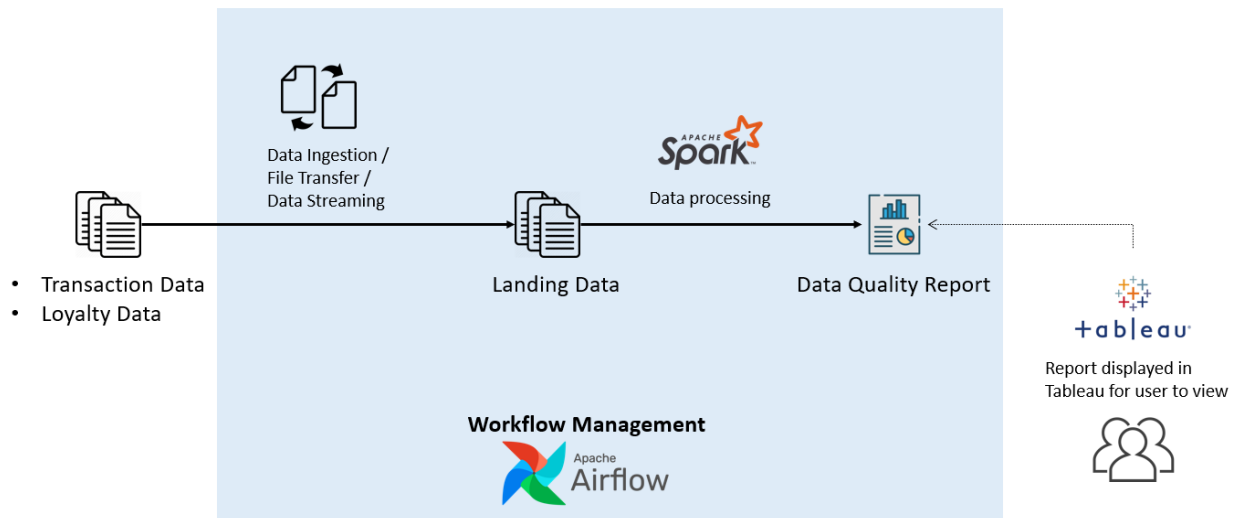 Data Ingestion /
File Transfer /
Data Streaming
APACHE
Spark
Data processing
• Transaction Data
• Loyalty Data
Landing Data
Data Quality Report
+ableau
Report displayed in
Tableau for user to view
Workflow Management
Apache
Airflow